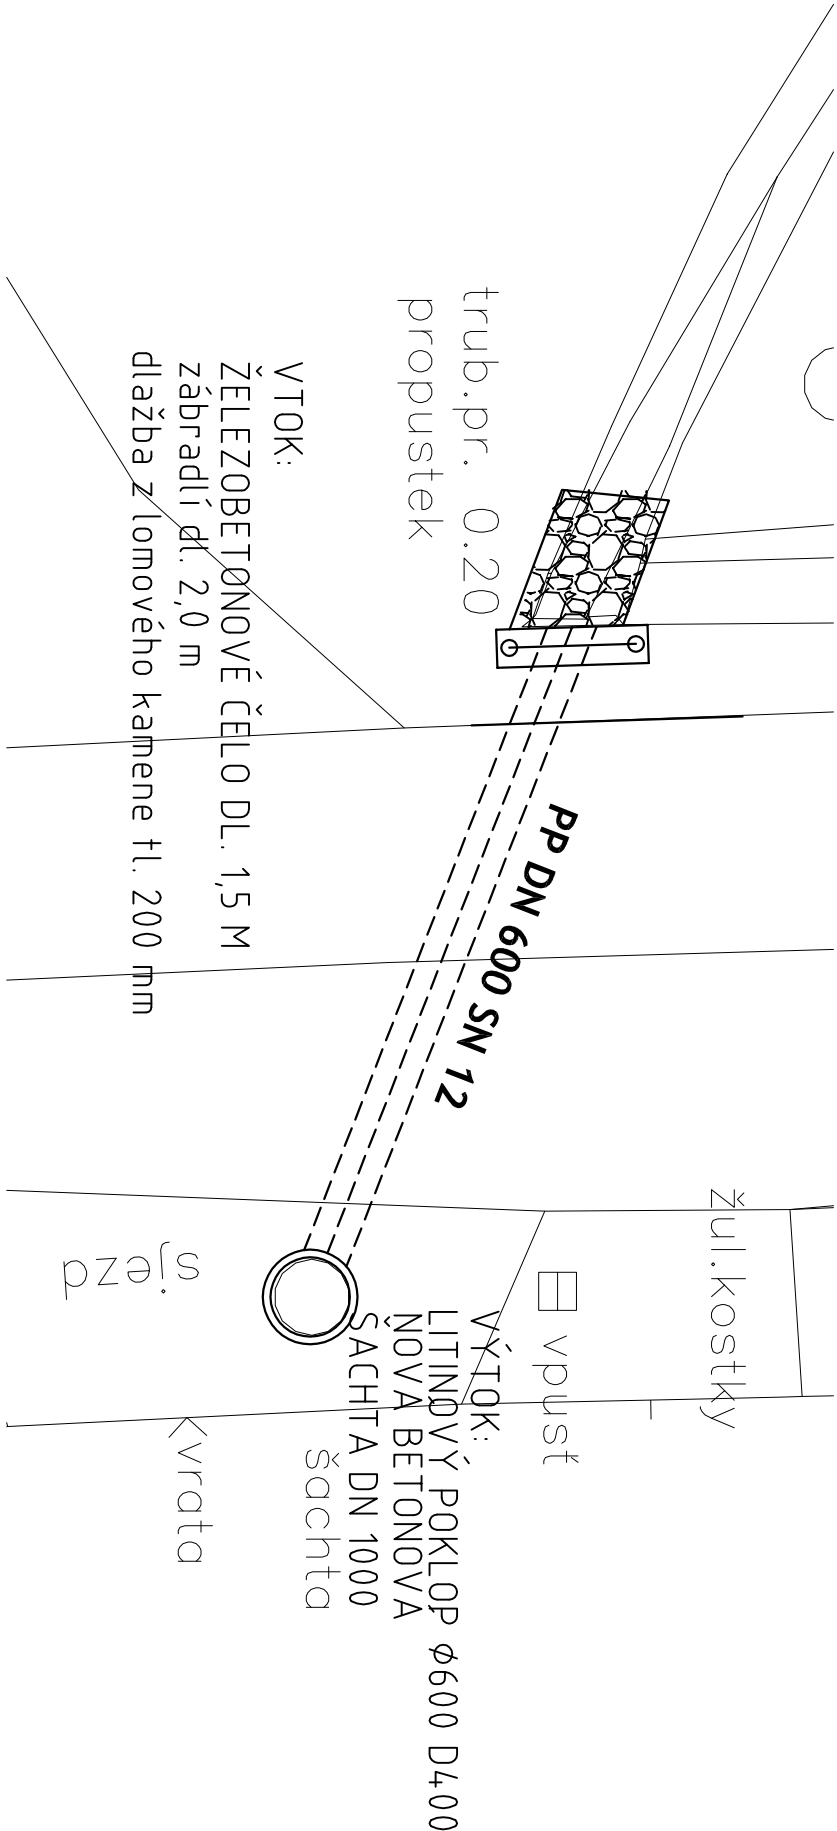 trub.pr. 0.20
propustek
VTOK:
ŽELEZOBETONOVÉ ČELO DL. 1,5 M
zábradlí dl. 2,0 m
dlažba z lomového kamene tl. 200 mm
PP DN 600 SN 12
žul.kostky
vpusť
VÝTOK:
LITINOVÝ POKLOP Ø600 D400
NOVÁ BETONOVÁ
ŠACHTA DN 1000
šachta
vrata
sjezd